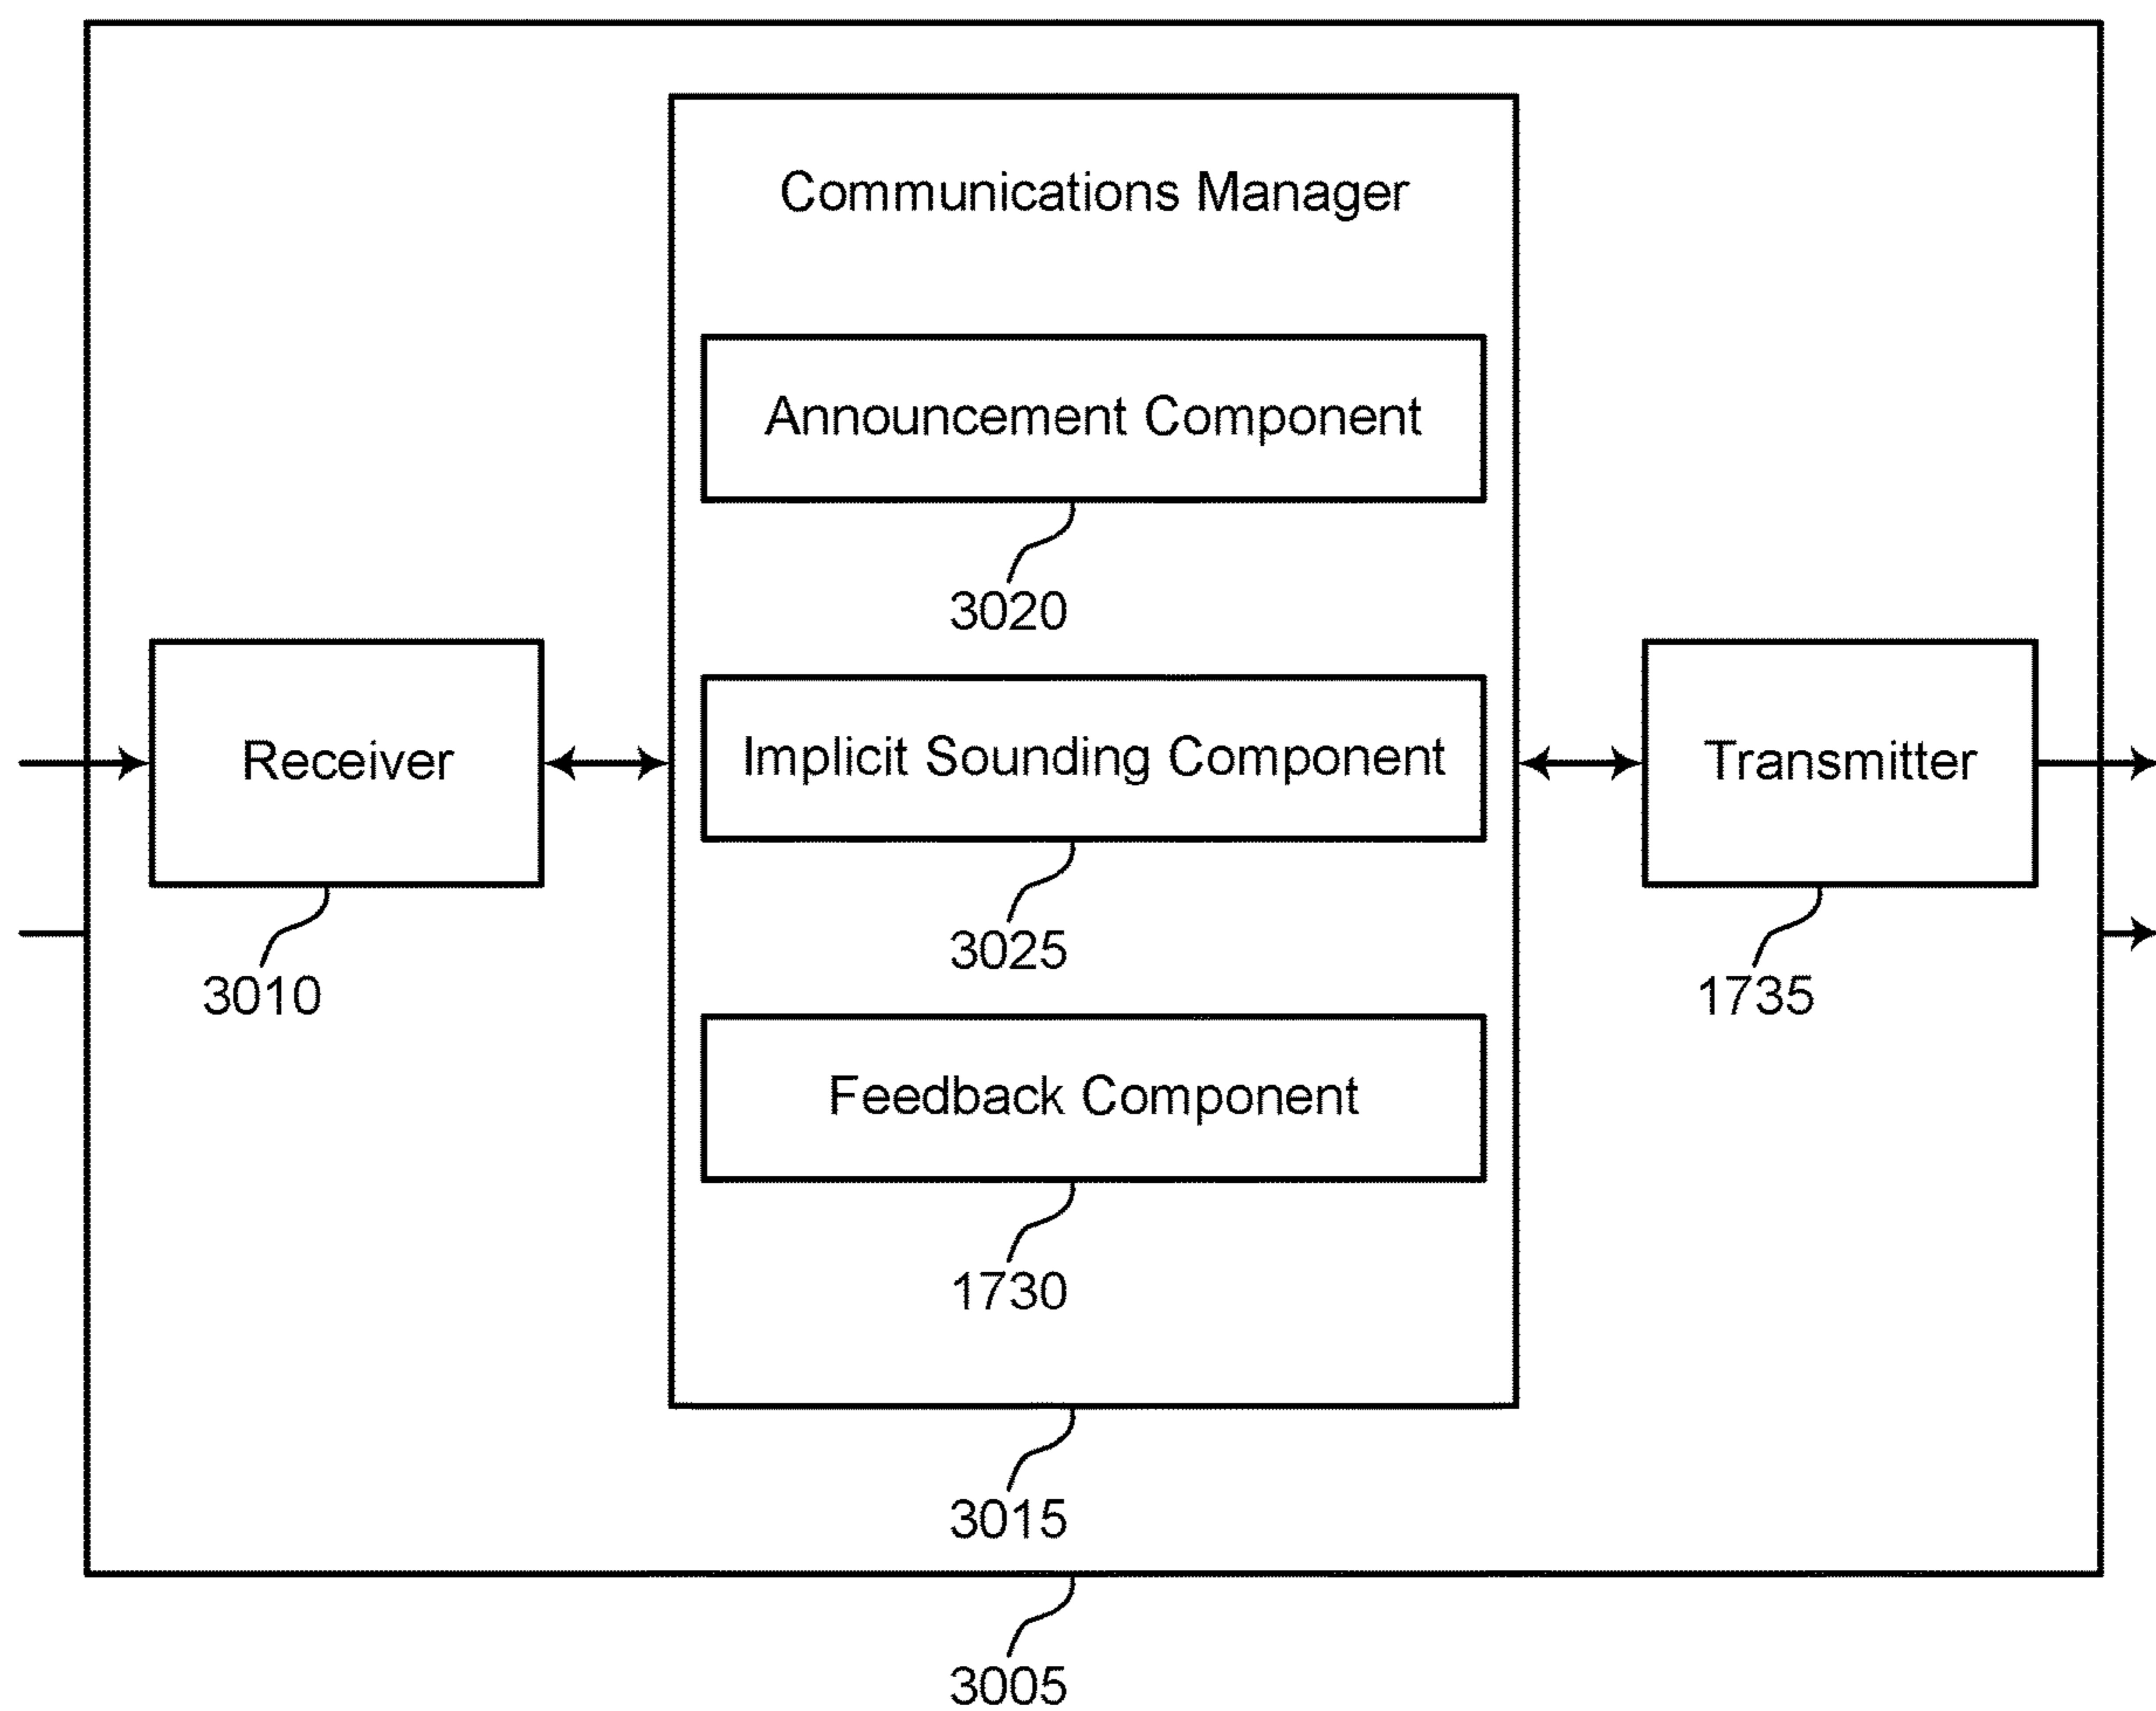 Communications Manager
Announcement Component
3020
Receiver
Implicit Sounding Component
Transmitter
3025
3010
1735
Feedback Component
1730
3015
3005